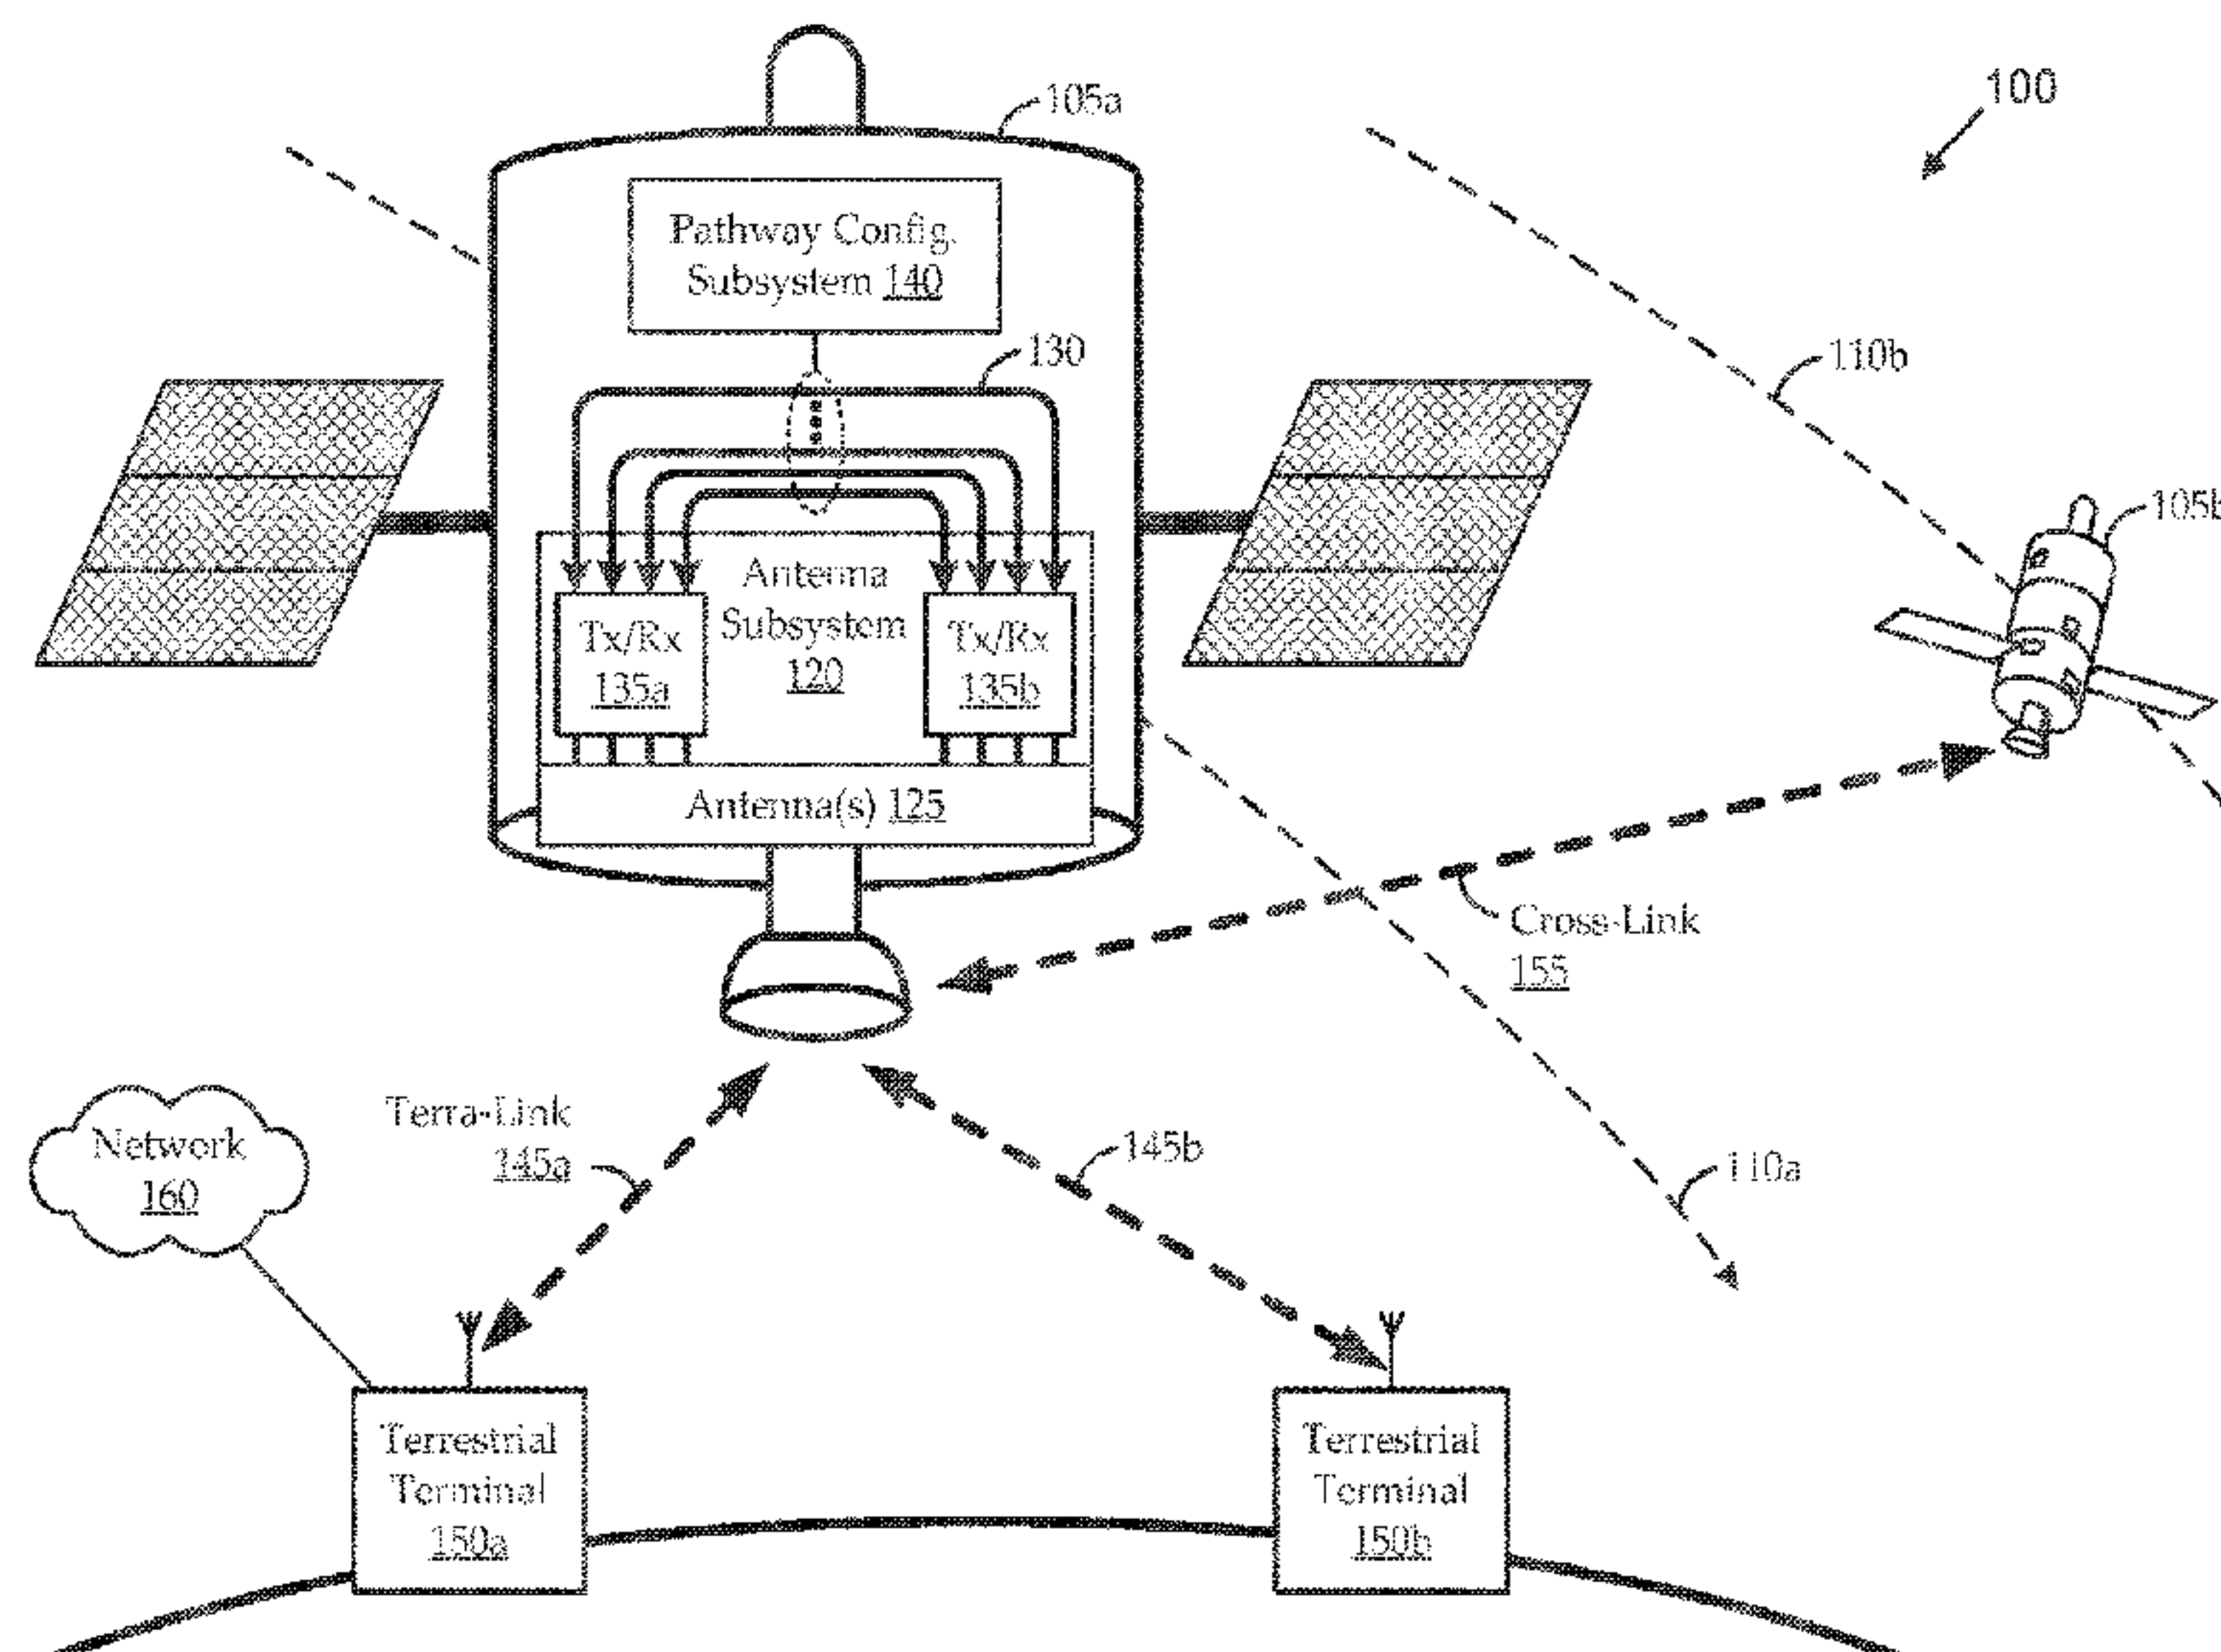 100
105a
Pathway Config.
Subsystem 140
130
110b
105b
Antenna
Subsystem
120
Tx/Rx
135a
Tx/Rx
135b
Antenna(s) 125
Cross-Link
155
Terra-Link
145a
145b
110a
Network
160
Terrestrial
Terminal
150a
Terrestrial
Terminal
150b